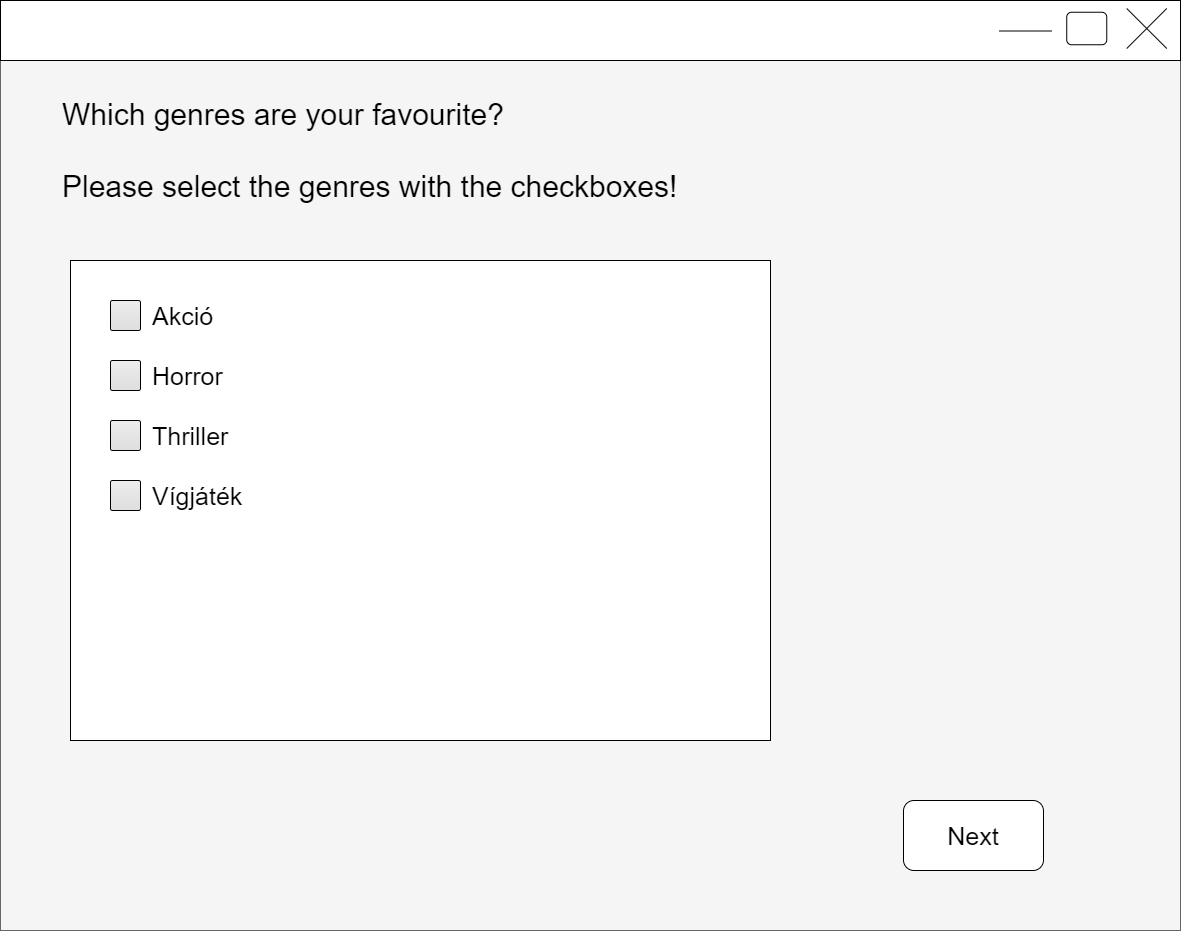 Which genres are your favourite?
Please select the genres with the checkboxes!
Akció
Horror
Thriller
Vígjáték
Next